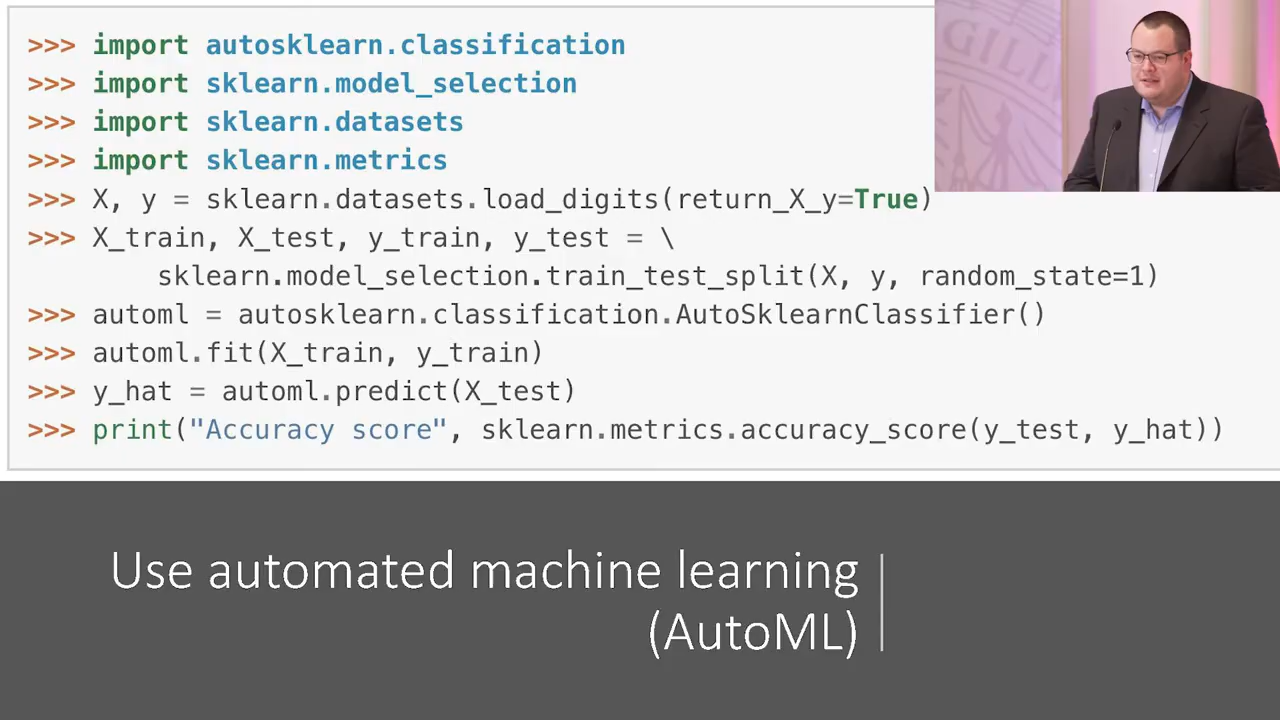 >>> import autosklearn.classification
>>> import sklearn.model_selection
>>> import sklearn.datasets
>>> import sklearn.metrics
>>> X, y = sklearn.datasets.load_digits(return_X_y=True)
>>> X_train, X_test, y_train, y_test = \
        sklearn.model_selection.train_test_split(X, y, random_state=1)
>>> automl = autosklearn.classification.AutoSklearnClassifier()
>>> automl.fit(X_train, y_train)
>>> y_hat = automl.predict(X_test)
>>> print("Accuracy score", sklearn.metrics.accuracy_score(y_test, y_hat))
Use automated machine learning
(AutoML)